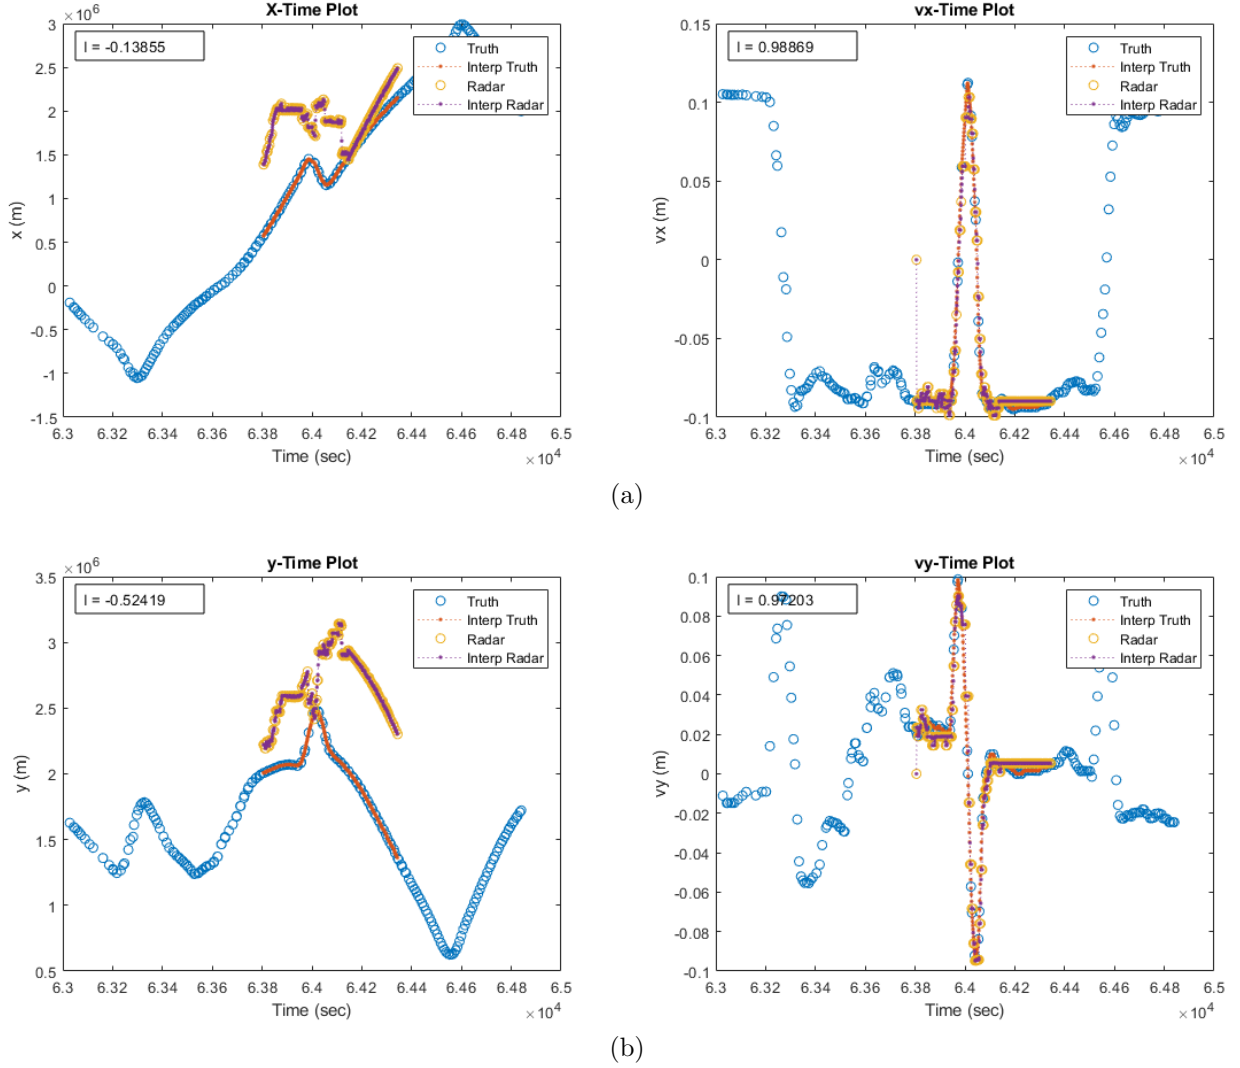 X-Time Plot
×10^6
I = -0.13855
Truth
Interp Truth
Radar
Interp Radar
3
2.5
2
1.5
1
0.5
0
-0.5
-1
-1.5
x (m)
6.3 6.32 6.34 6.36 6.38 6.4 6.42 6.44 6.46 6.48 6.5
Time (sec)
×10^4
vx-Time Plot
I = 0.98869
Truth
Interp Truth
Radar
Interp Radar
0.15
0.1
0.05
0
-0.05
-0.1
vx (m)
6.3 6.32 6.34 6.36 6.38 6.4 6.42 6.44 6.46 6.48 6.5
Time (sec)
×10^4
(a)
y-Time Plot
×10^6
I = -0.52419
Truth
Interp Truth
Radar
Interp Radar
3.5
3
2.5
2
1.5
1
0.5
y (m)
6.3 6.32 6.34 6.36 6.38 6.4 6.42 6.44 6.46 6.48 6.5
Time (sec)
×10^4
vy-Time Plot
I = 0.97203
Truth
Interp Truth
Radar
Interp Radar
0.1
0.08
0.06
0.04
0.02
0
-0.02
-0.04
-0.06
-0.08
-0.1
vy (m)
6.3 6.32 6.34 6.36 6.38 6.4 6.42 6.44 6.46 6.48 6.5
Time (sec)
×10^4
(b)